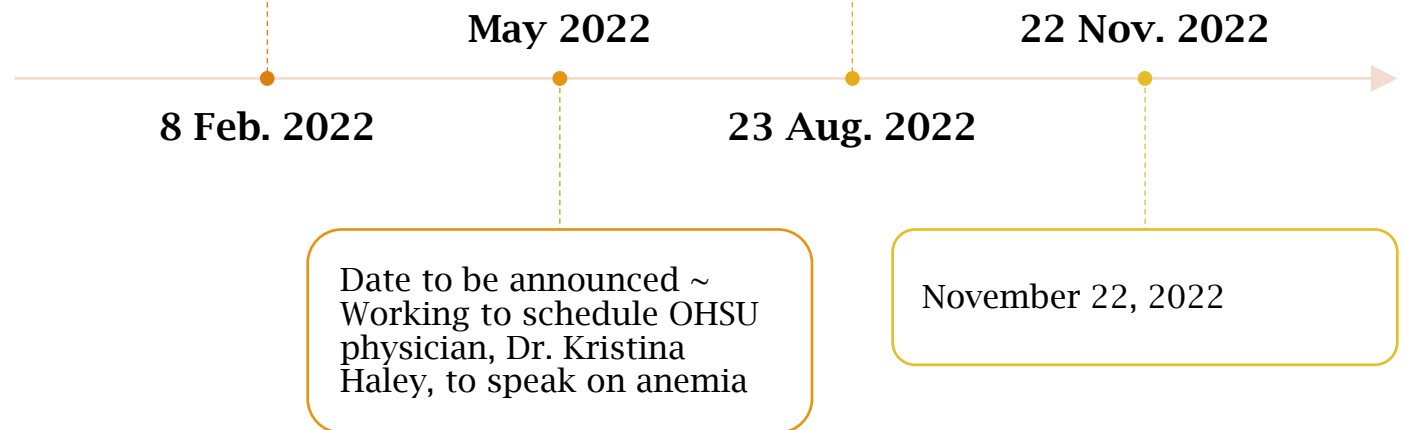 May 2022
22 Nov. 2022
8 Feb. 2022
23 Aug. 2022
Date to be announced ~
Working to schedule OHSU
physician, Dr. Kristina
Haley, to speak on anemia
November 22, 2022